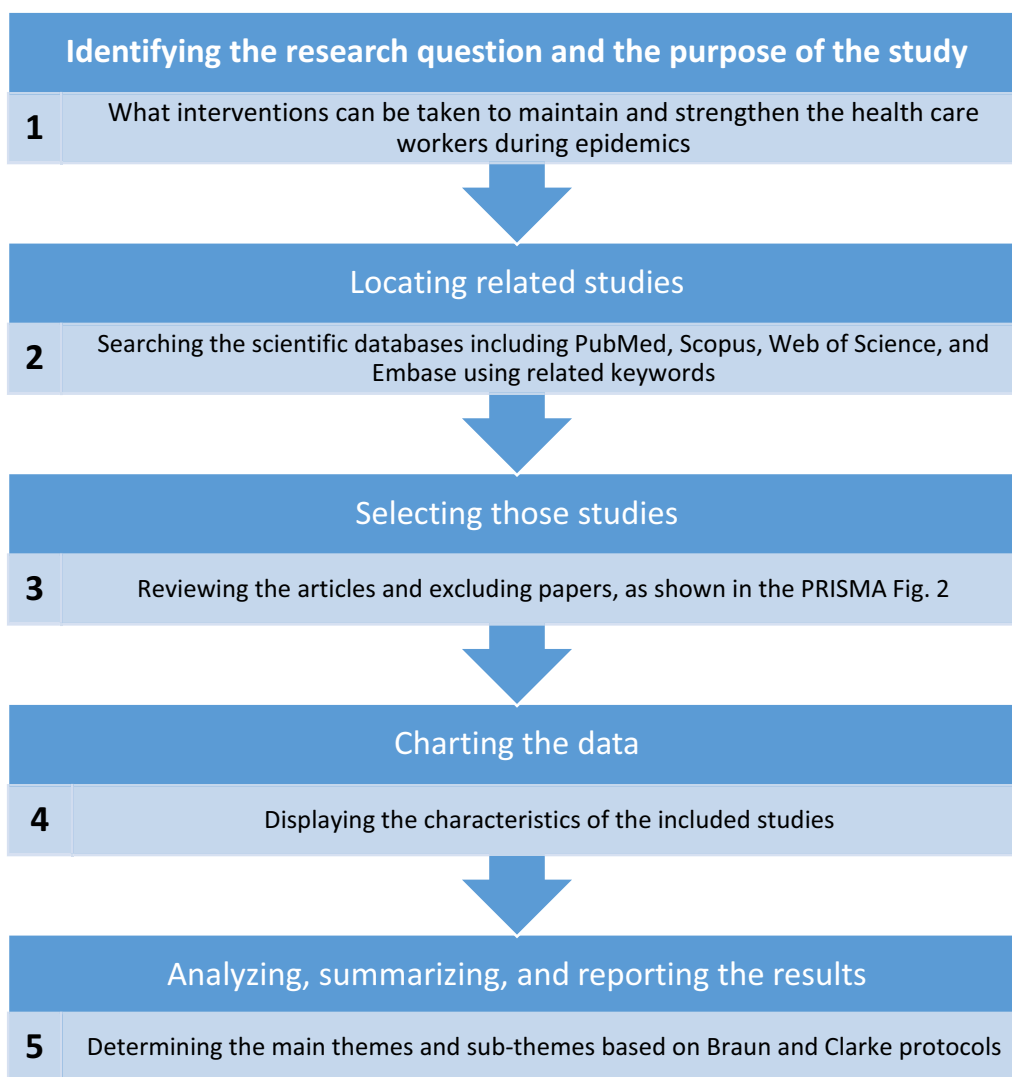 Identifying the research question and the purpose of the study
1
What interventions can be taken to maintain and strengthen the health care
workers during epidemics
Locating related studies
2
Searching the scientific databases including PubMed, Scopus, Web of Science, and
Embase using related keywords
Selecting those studies
3
Reviewing the articles and excluding papers, as shown in the PRISMA Fig. 2
Charting the data
4
Displaying the characteristics of the included studies
Analyzing, summarizing, and reporting the results
5
Determining the main themes and sub-themes based on Braun and Clarke protocols